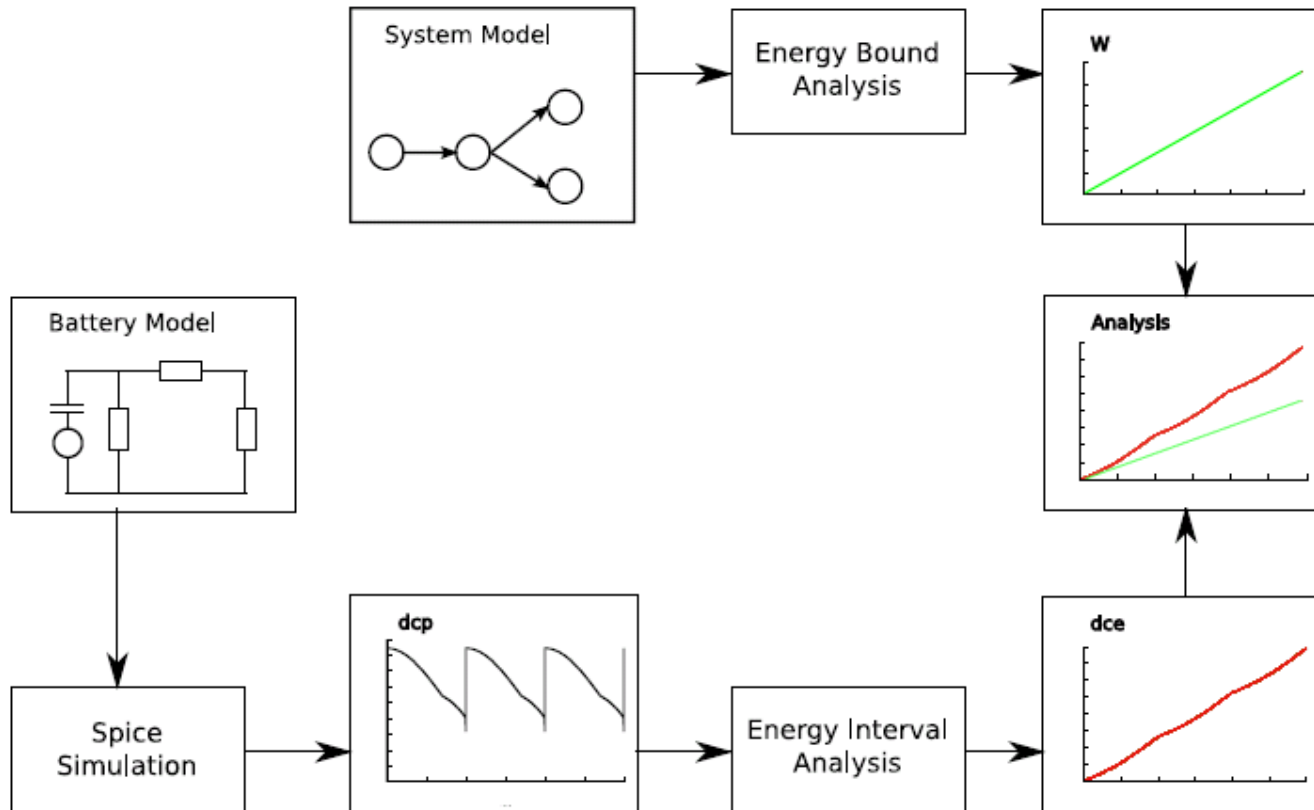 System Model
Energy Bound
Analysis
W
Battery Model
Analysis
Spice
Simulation
dcp
Energy Interval
Analysis
dce